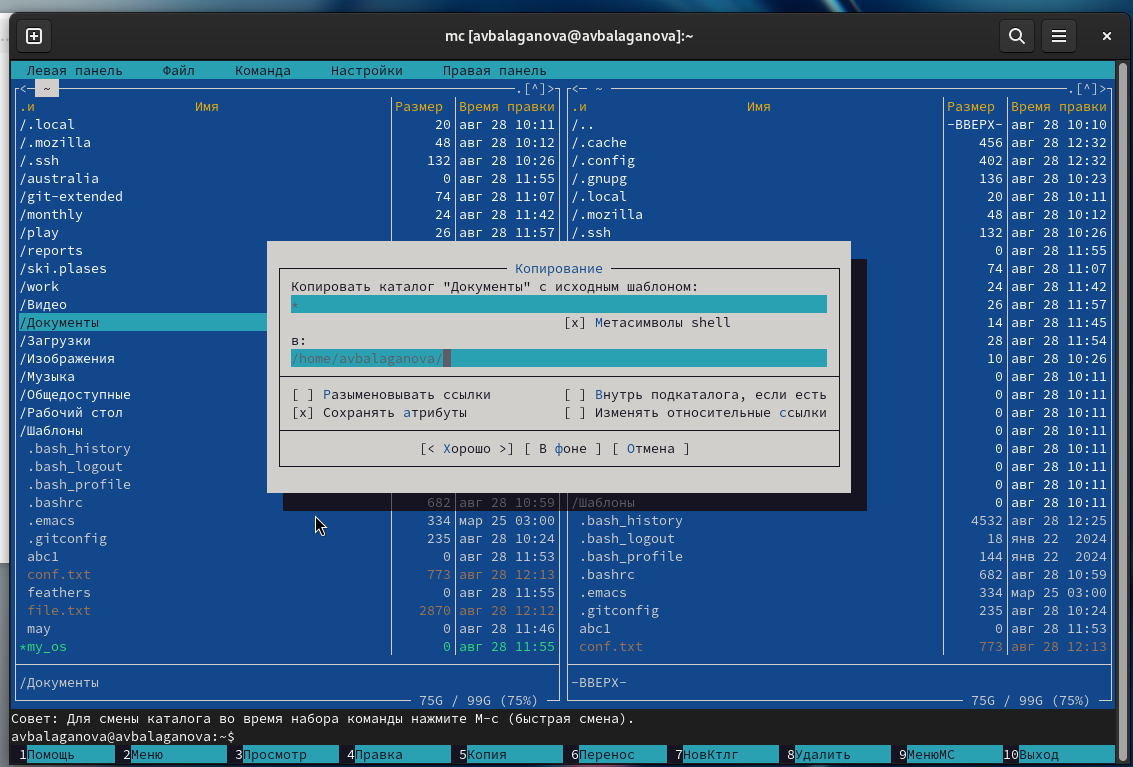 mc [avbalaganova@avbalaganova]:~
Левая панель Файл Команда Настройки Правая панель
<- ~ .[^]> <- ~ .[^]>
.и Имя Размер Время правки .и Имя Размер Время правки
/.local 20 авг 28 10:11 /.. -ВВЕРХ- авг 28 10:10
/.mozilla 48 авг 28 10:12 /.cache 456 авг 28 12:32
/.ssh 132 авг 28 10:26 /.config 402 авг 28 12:32
/australia 0 авг 28 11:55 /.gnupg 136 авг 28 10:23
/git-extended 74 авг 28 11:07 /.local 20 авг 28 10:11
/monthly 24 авг 28 11:42 /.mozilla 48 авг 28 10:12
/play 26 авг 28 11:57 /.ssh 132 авг 28 10:26
/reports 0 авг 28 11:55
/ski.plases 74 авг 28 11:07
/work 24 авг 28 11:42
/Видео 26 авг 28 11:57
/Документы 14 авг 28 11:45
/Загрузки 28 авг 28 11:54
/Изображения 10 авг 28 10:26
/Музыка 0 авг 28 10:11
/Общедоступные 0 авг 28 10:11
/Рабочий стол 0 авг 28 10:11
/Шаблоны 0 авг 28 10:11
.bash_history 0 авг 28 10:11
.bash_logout 0 авг 28 10:11
.bash_profile 0 авг 28 10:11
.bashrc 682 авг 28 10:59 /Шаблоны 0 авг 28 10:11
.emacs 334 мар 25 03:00 .bash_history 4532 авг 28 12:25
.gitconfig 235 авг 28 10:24 .bash_logout 18 янв 22 2024
abc1 0 авг 28 11:53 .bash_profile 144 янв 22 2024
conf.txt 773 авг 28 12:13 .bashrc 682 авг 28 10:59
feathers 0 авг 28 11:55 .emacs 334 мар 25 03:00
file.txt 2870 авг 28 12:12 .gitconfig 235 авг 28 10:24
may 0 авг 28 11:46 abc1 0 авг 28 11:53
*my_os 0 авг 28 11:55 conf.txt 773 авг 28 12:13
/Документы -ВВЕРХ-
75G / 99G (75%) 75G / 99G (75%)
Копирование
Копировать каталог "Документы" с исходным шаблоном:
*
[x] Метасимволы shell
в:
/home/avbalaganova/
[ ] Разыменовывать ссылки [ ] Внутрь подкаталога, если есть
[x] Сохранять атрибуты [ ] Изменять относительные ссылки
[< Хорошо >] [ В фоне ] [ Отмена ]
Совет: Для смены каталога во время набора команды нажмите M-c (быстрая смена).
avbalaganova@avbalaganova:~$
1Помощь 2Меню 3Просмотр 4Правка 5Копия 6Перенос 7НовКтлг 8Удалить 9МенюMC 10Выход